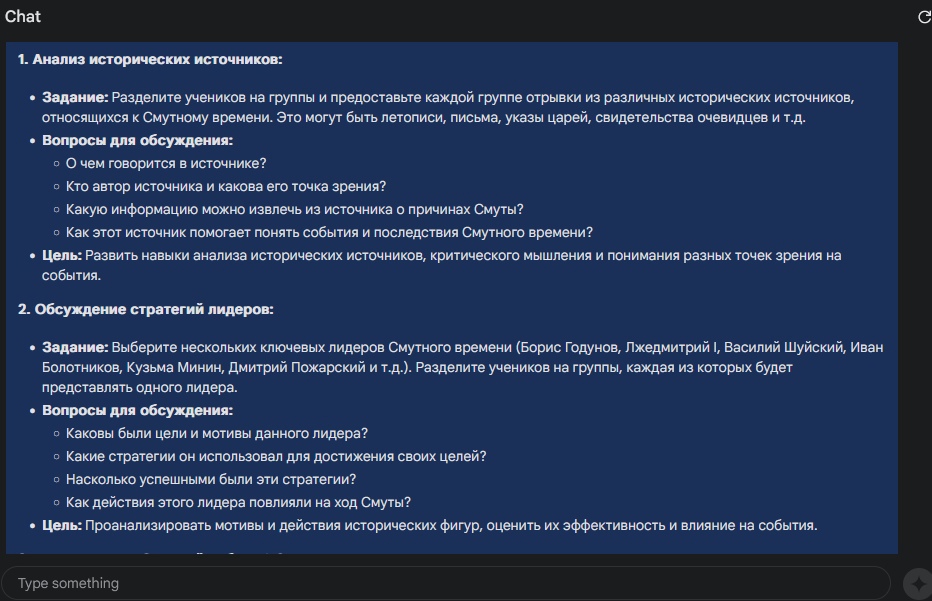 Chat
1. Анализ исторических источников:
• Задание: Разделите учеников на группы и предоставьте каждой группе отрывки из различных исторических источников,
относящихся к Смутному времени. Это могут быть летописи, письма, указы царей, свидетельства очевидцев и т.д.
• Вопросы для обсуждения:
◦ О чем говорится в источнике?
◦ Кто автор источника и какова его точка зрения?
◦ Какую информацию можно извлечь из источника о причинах Смуты?
◦ Как этот источник помогает понять события и последствия Смутного времени?
• Цель: Развить навыки анализа исторических источников, критического мышления и понимания разных точек зрения на
события.
2. Обсуждение стратегий лидеров:
• Задание: Выберите нескольких ключевых лидеров Смутного времени (Борис Годунов, Лжедмитрий I, Василий Шуйский, Иван
Болотников, Кузьма Минин, Дмитрий Пожарский и т.д.). Разделите учеников на группы, каждая из которых будет
представлять одного лидера.
• Вопросы для обсуждения:
◦ Каковы были цели и мотивы данного лидера?
◦ Какие стратегии он использовал для достижения своих целей?
◦ Насколько успешными были эти стратегии?
◦ Как действия этого лидера повлияли на ход Смуты?
• Цель: Проанализировать мотивы и действия исторических фигур, оценить их эффективность и влияние на события.
Type something